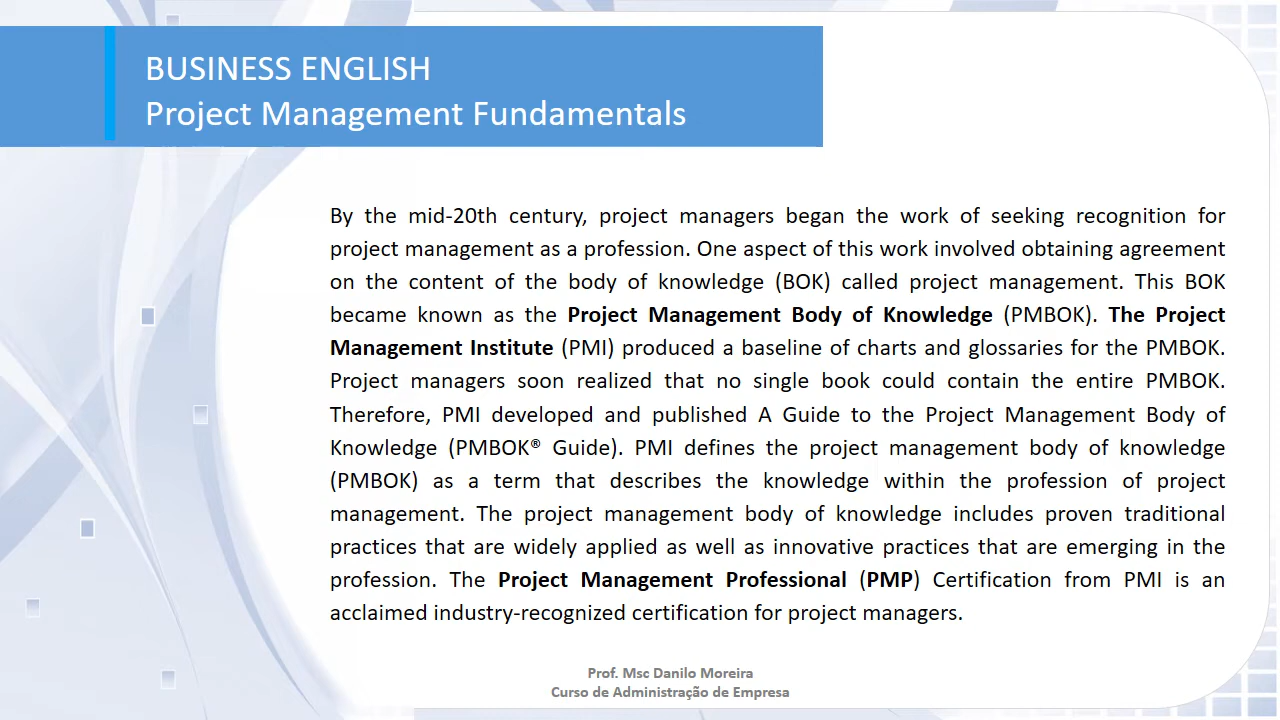 BUSINESS ENGLISH
Project Management Fundamentals
By the mid-20th century, project managers began the work of seeking recognition for
project management as a profession. One aspect of this work involved obtaining agreement
on the content of the body of knowledge (BOK) called project management. This BOK
became known as the Project Management Body of Knowledge (PMBOK). The Project
Management Institute (PMI) produced a baseline of charts and glossaries for the PMBOK.
Project managers soon realized that no single book could contain the entire PMBOK.
Therefore, PMI developed and published A Guide to the Project Management Body of
Knowledge (PMBOK® Guide). PMI defines the project management body of knowledge
(PMBOK) as a term that describes the knowledge within the profession of project
management. The project management body of knowledge includes proven traditional
practices that are widely applied as well as innovative practices that are emerging in the
profession. The Project Management Professional (PMP) Certification from PMI is an
acclaimed industry-recognized certification for project managers.
Prof. Msc Danilo Moreira
Curso de Administração de Empresa